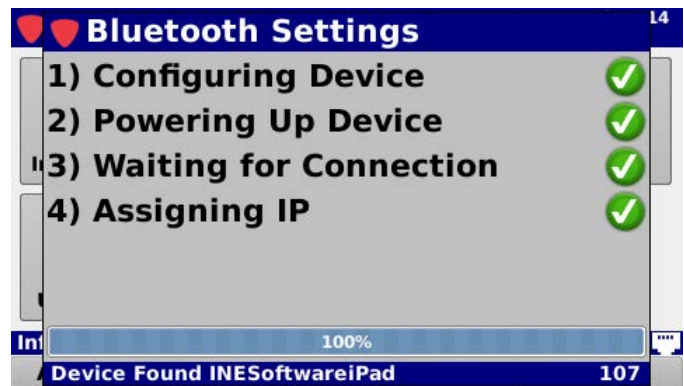 14
Bluetooth Settings
1) Configuring Device
2) Powering Up Device
3) Waiting for Connection
4) Assigning IP
100%
Inf
Device Found INESoftwareiPad 107